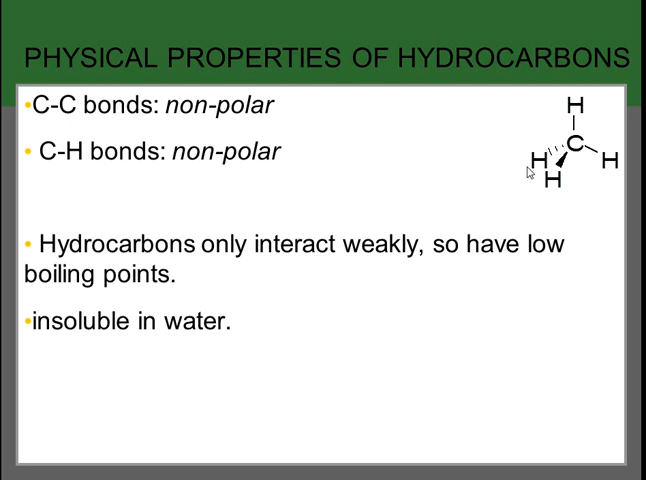 PHYSICAL PROPERTIES OF HYDROCARBONS
•C-C bonds: non-polar
• C-H bonds: non-polar
H
C
H
H
H
• Hydrocarbons only interact weakly, so have low
boiling points.
•insoluble in water.